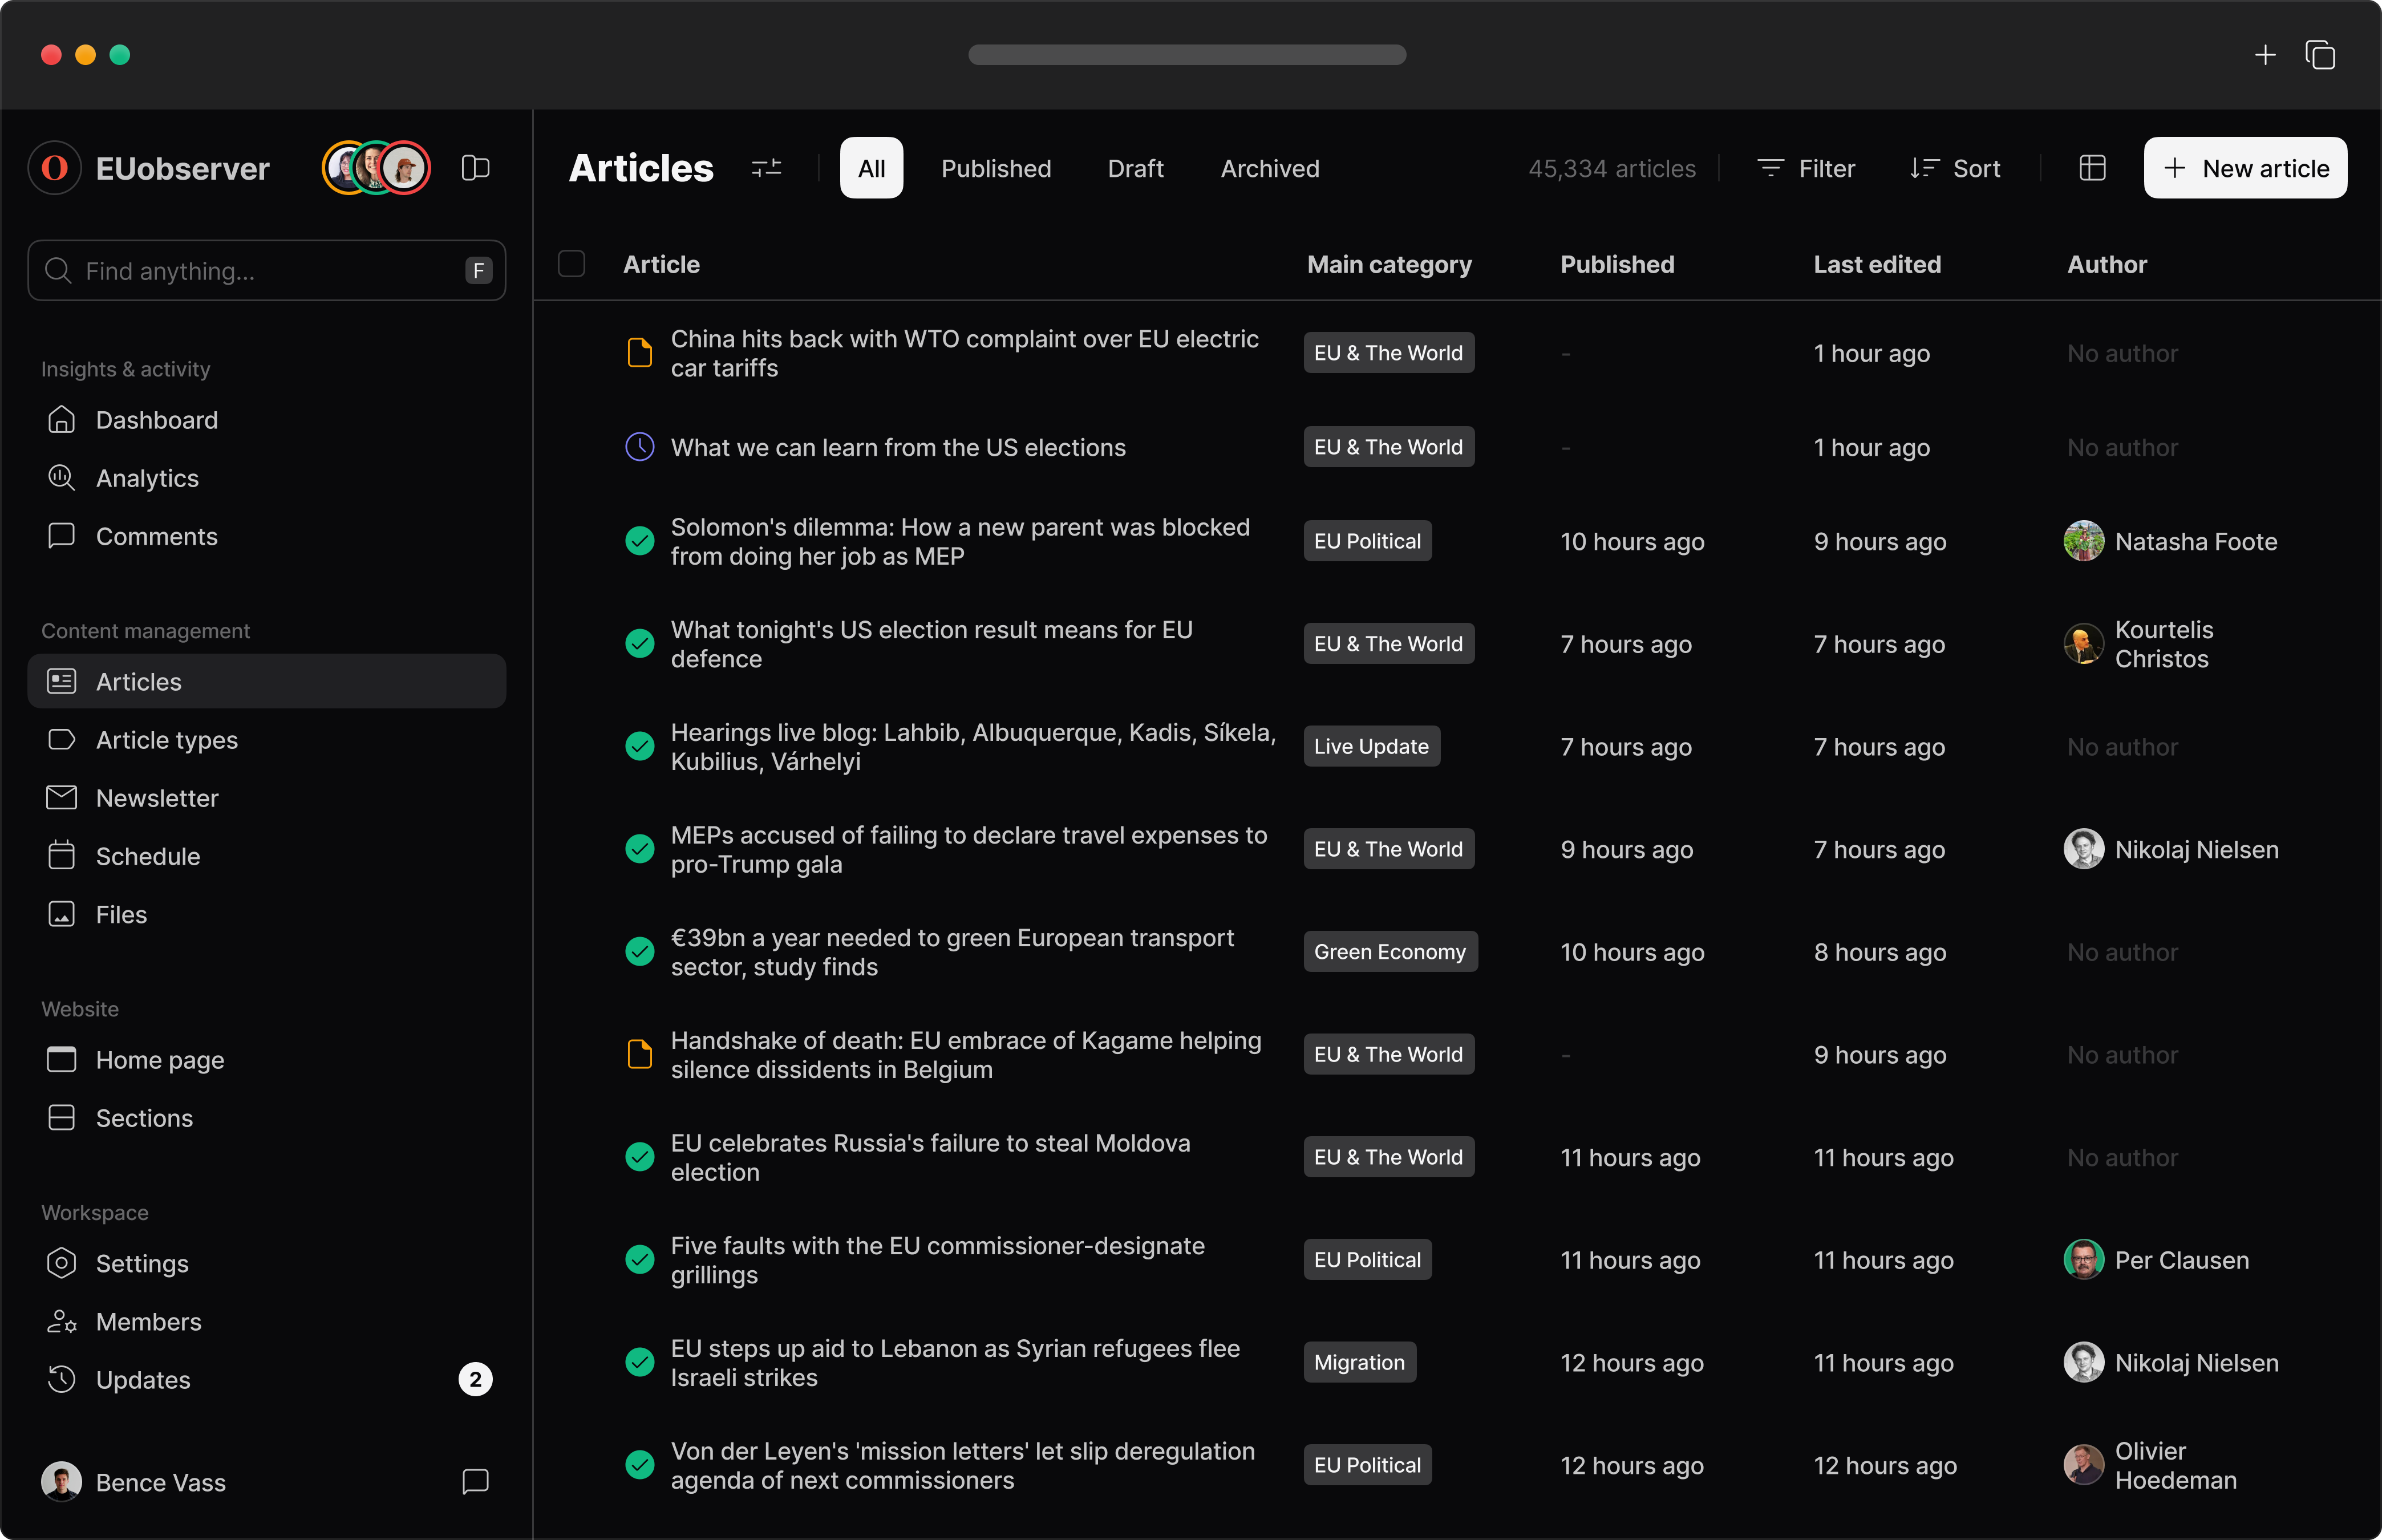 EUobserver
Find anything...
F
Insights & activity
Dashboard
Analytics
Comments
Content management
Articles
Article types
Newsletter
Schedule
Files
Website
Home page
Sections
Workspace
Settings
Members
Updates
2
Bence Vass
Articles
All
Published
Draft
Archived
45,334 articles
Filter
Sort
New article
Article
Main category
Published
Last edited
Author
China hits back with WTO complaint over EU electric
car tariffs
EU & The World
-
1 hour ago
No author
What we can learn from the US elections
EU & The World
-
1 hour ago
No author
Solomon's dilemma: How a new parent was blocked
from doing her job as MEP
EU Political
10 hours ago
9 hours ago
Natasha Foote
What tonight's US election result means for EU
defence
EU & The World
7 hours ago
7 hours ago
Kourtelis
Christos
Hearings live blog: Lahbib, Albuquerque, Kadis, Síkela,
Kubilius, Várhelyi
Live Update
7 hours ago
7 hours ago
No author
MEPs accused of failing to declare travel expenses to
pro-Trump gala
EU & The World
9 hours ago
7 hours ago
Nikolaj Nielsen
€39bn a year needed to green European transport
sector, study finds
Green Economy
10 hours ago
8 hours ago
No author
Handshake of death: EU embrace of Kagame helping
silence dissidents in Belgium
EU & The World
-
9 hours ago
No author
EU celebrates Russia's failure to steal Moldova
election
EU & The World
11 hours ago
11 hours ago
No author
Five faults with the EU commissioner-designate
grillings
EU Political
11 hours ago
11 hours ago
Per Clausen
EU steps up aid to Lebanon as Syrian refugees flee
Israeli strikes
Migration
12 hours ago
11 hours ago
Nikolaj Nielsen
Von der Leyen's 'mission letters' let slip deregulation
agenda of next commissioners
EU Political
12 hours ago
12 hours ago
Olivier
Hoedeman